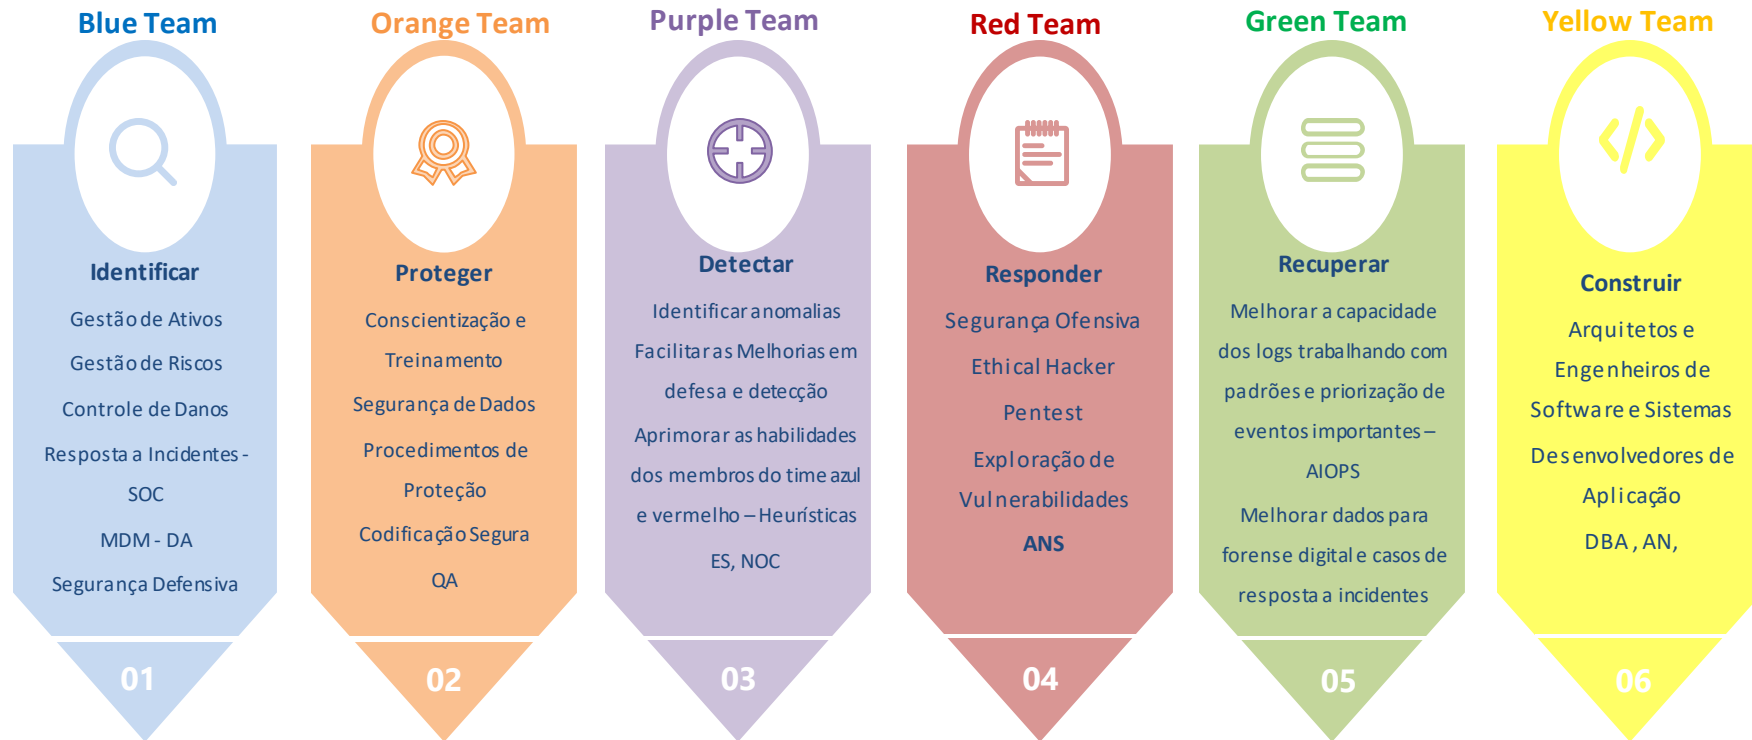 Blue Team
Identificar
Gestão de Ativos
Gestão de Riscos
Controle de Danos
Resposta a Incidentes -
SOC
MDM - DA
Segurança Defensiva
01
Orange Team
Proteger
Conscientização e
Treinamento
Segurança de Dados
Procedimentos de
Proteção
Codificação Segura
QA
02
Purple Team
Detectar
Identificar anomalias
Facilitar as Melhorias em
defesa e detecção
Aprimorar as habilidades
dos membros do time azul
e vermelho – Heurísticas
ES, NOC
03
Red Team
Responder
Segurança Ofensiva
Ethical Hacker
Pentest
Exploração de
Vulnerabilidades
ANS
04
Green Team
Recuperar
Melhorar a capacidade
dos logs trabalhando com
padrões e priorização de
eventos importantes –
AIOPS
Melhorar dados para
forense digital e casos de
resposta a incidentes
05
Yellow Team
Construir
Arquitetos e
Engenheiros de
Software e Sistemas
Desenvolvedores de
Aplicação
DBA , AN,
06